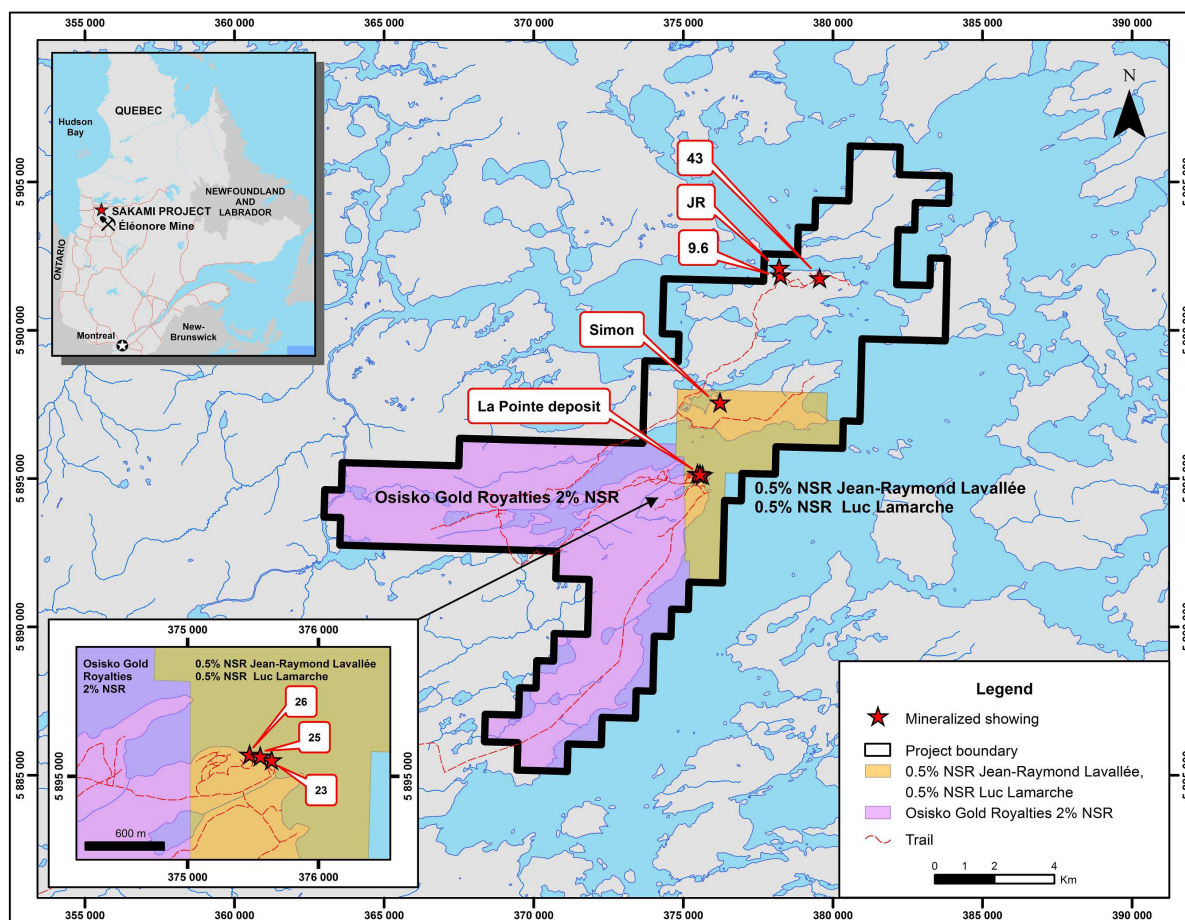 355 000
360 000
365 000
370 000
375 000
380 000
385 000
390 000
5 895 000
5 900 000
5 895 000
5 890 000
5 885 000
QUEBEC
Hudson
Bay
NEWFOUNDLAND
AND
LABRADOR
SAKAMI PROJECT
Éléonore Mine
ONTARIO
Montreal
New-
Brunswick
N
43
JR
9.6
Simon
La Pointe deposit
Osisko Gold Royalties 2% NSR
0.5% NSR Jean-Raymond Lavallée
0.5% NSR Luc Lamarche
375 000
376 000
Osisko Gold
Royalties
2% NSR
0.5% NSR Jean-Raymond Lavallée
0.5% NSR Luc Lamarche
26
25
23
5 895 000
5 895 000
600 m
375 000
376 000
Legend
Mineralized showing
Project boundary
0.5% NSR Jean-Raymond Lavallée,
0.5% NSR Luc Lamarche
Osisko Gold Royalties 2% NSR
Trail
0 1 2 4
Km
355 000
360 000
365 000
370 000
375 000
380 000
385 000
390 000